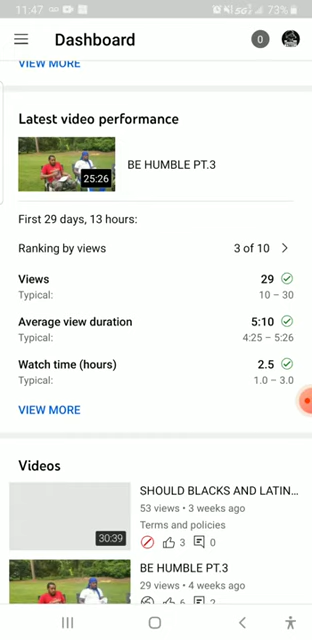 11:47
5G
73%
Dashboard
0
VIEW MORE
Latest video performance
25:26
BE HUMBLE PT.3
First 29 days, 13 hours:
Ranking by views 3 of 10
Views 29
Typical: 10 – 30
Average view duration 5:10
Typical: 4:25 – 5:26
Watch time (hours) 2.5
Typical: 1.0 – 3.0
VIEW MORE
Videos
30:39
SHOULD BLACKS AND LATIN...
53 views • 3 weeks ago
Terms and policies
3 0
BE HUMBLE PT.3
29 views • 4 weeks ago
6 2